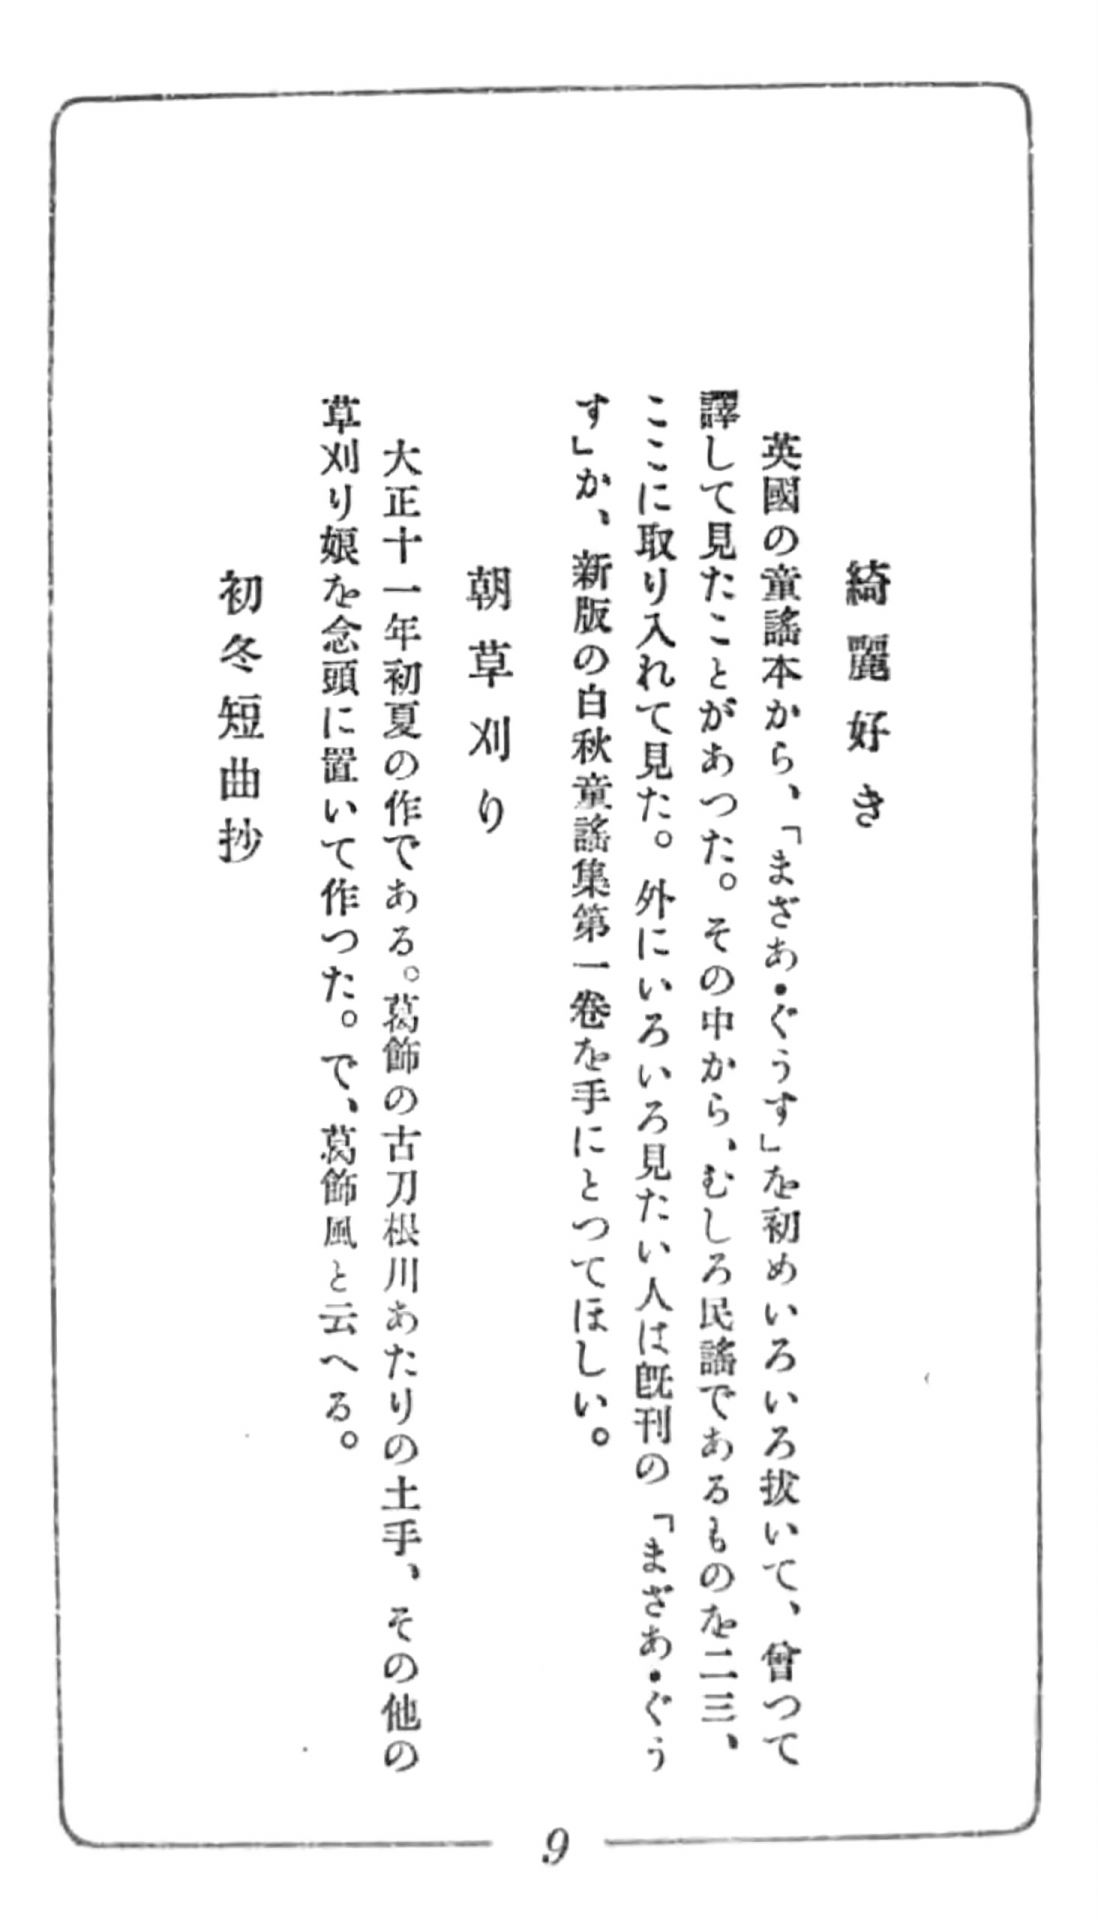 綺麗好き
英國の童謠本から、「まざあ・ぐうす」を初めいろいろ拔いて、曾つて
譯して見たことがあつた。その中から、むしろ民謠であるものを二三、
ここに取り入れて見た。外にいろいろ見たい人は既刊の「まざあ・ぐう
す」か、新版の白秋童謠集第一卷を手にとつてほしい。
朝草刈り
大正十一年初夏の作である。葛飾の古刀根川あたりの土手、その他の
草刈り娘を念頭に置いて作つた。で、葛飾風と云へる。
初冬短曲抄
9